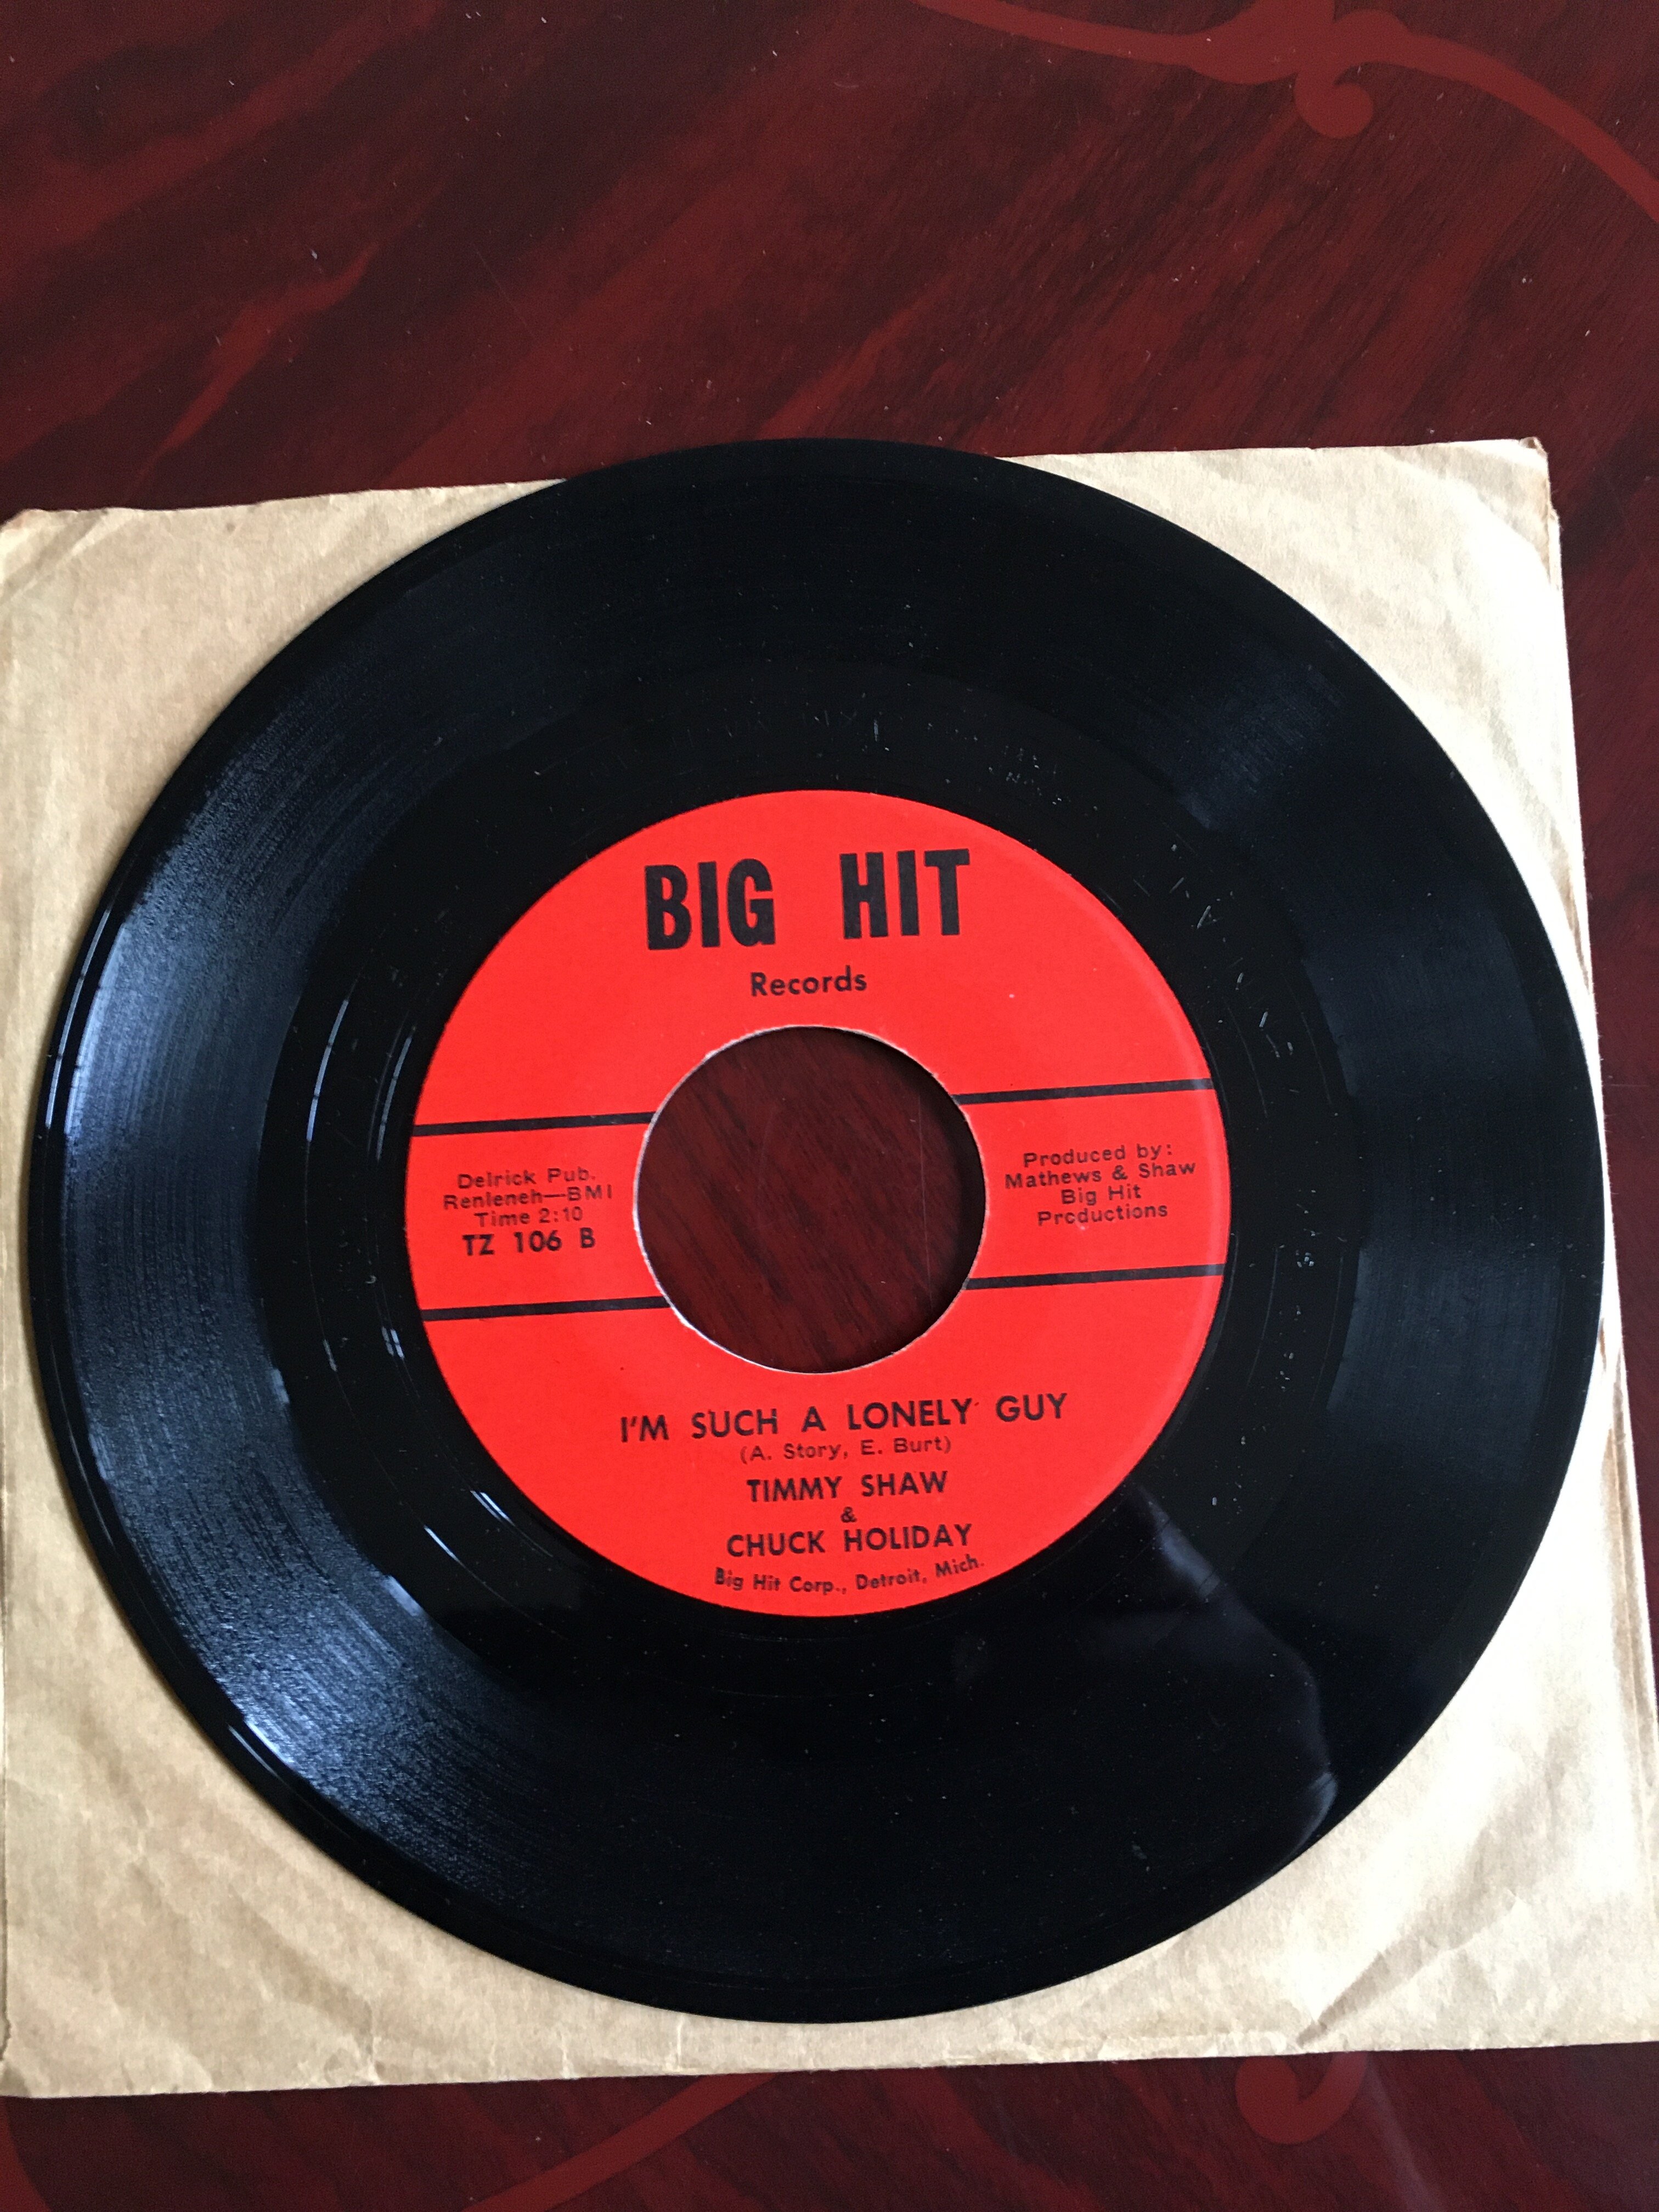 BIG HIT
Records
Delrick Pub.
Renleneh—BMI
Time 2:10
TZ 106 B
Produced by:
Mathews & Shaw
Big Hit
Productions
I'M SUCH A LONELY GUY
(A. Story, E. Burt)
TIMMY SHAW
&
CHUCK HOLIDAY
Big Hit Corp., Detroit, Mich.